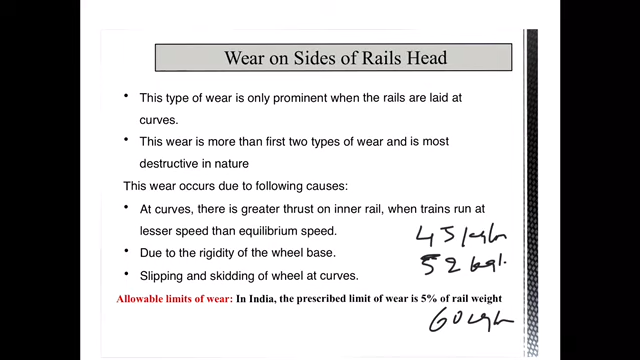 Wear on Sides of Rails Head
• This type of wear is only prominent when the rails are laid at
curves.
• This wear is more than first two types of wear and is most
destructive in nature
This wear occurs due to following causes:
• At curves, there is greater thrust on inner rail, when trains run at
lesser speed than equilibrium speed.
45
• Due to the rigidity of the wheel base.
52 kg
• Slipping and skidding of wheel at curves.
Allowable limits of wear: In India, the prescribed limit of wear is 5% of rail weight
60